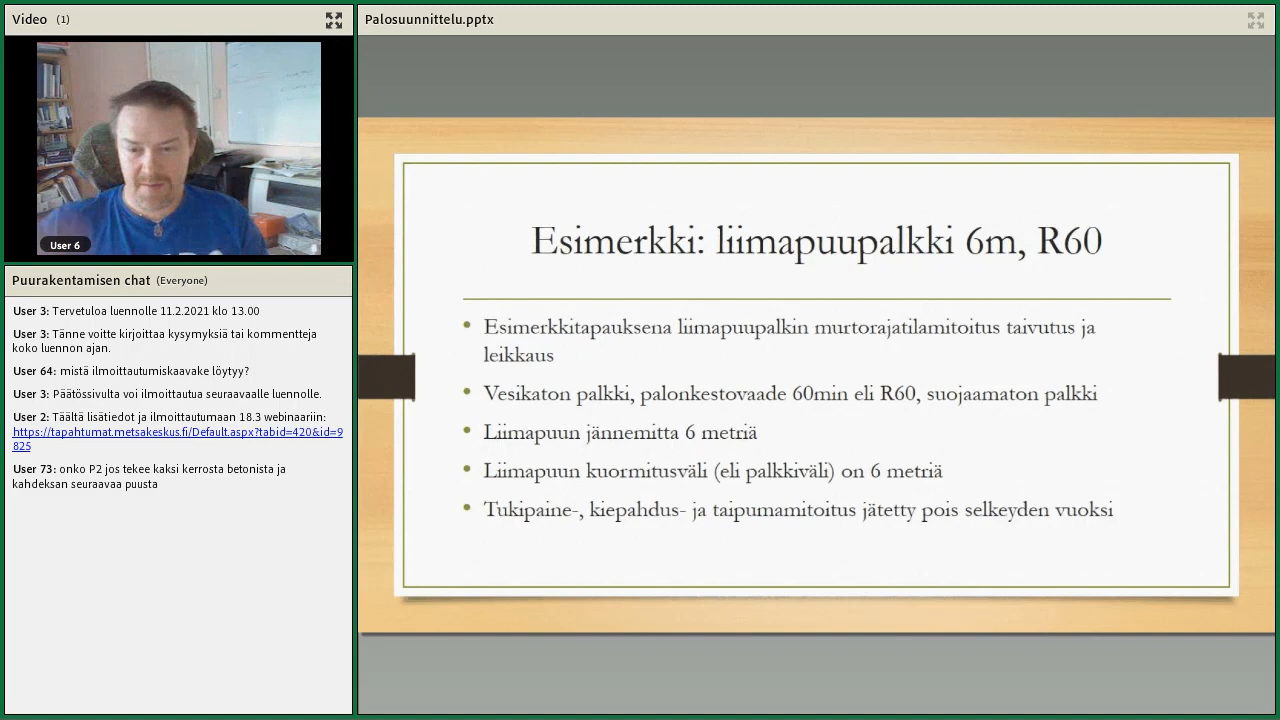 Video (1)
User 6
Puurakentamisen chat (Everyone)
User 3: Tervetuloa luennolle 11.2.2021 klo 13.00
User 3: Tänne voitte kirjoittaa kysymyksiä tai kommentteja
koko luennon ajan.
User 64: mistä ilmoittautumiskaavake löytyy?
User 3: Päätössivulta voi ilmoittautua seuraavaalle luennolle.
User 2: Täältä lisätiedot ja ilmoittautumaan 18.3 webinaariin:
https://tapahtumat.metsakeskus.fi/Default.aspx?tabid=420&id=9
825
User 73: onko P2 jos tekee kaksi kerrosta betonista ja
kahdeksan seuraavaa puusta
Palosuunnittelu.pptx
Esimerkki: liimapuupalkki 6m, R60
• Esimerkkitapauksena liimapuupalkin murtorajatilamitoitus taivutus ja
leikkaus
• Vesikaton palkki, palonkestovaade 60min eli R60, suojaamaton palkki
• Liimapuun jännemitta 6 metriä
• Liimapuun kuormitusväli (eli palkkiväli) on 6 metriä
• Tukipaine-, kiepahdus- ja taipumamitoitus jätetty pois selkeyden vuoksi